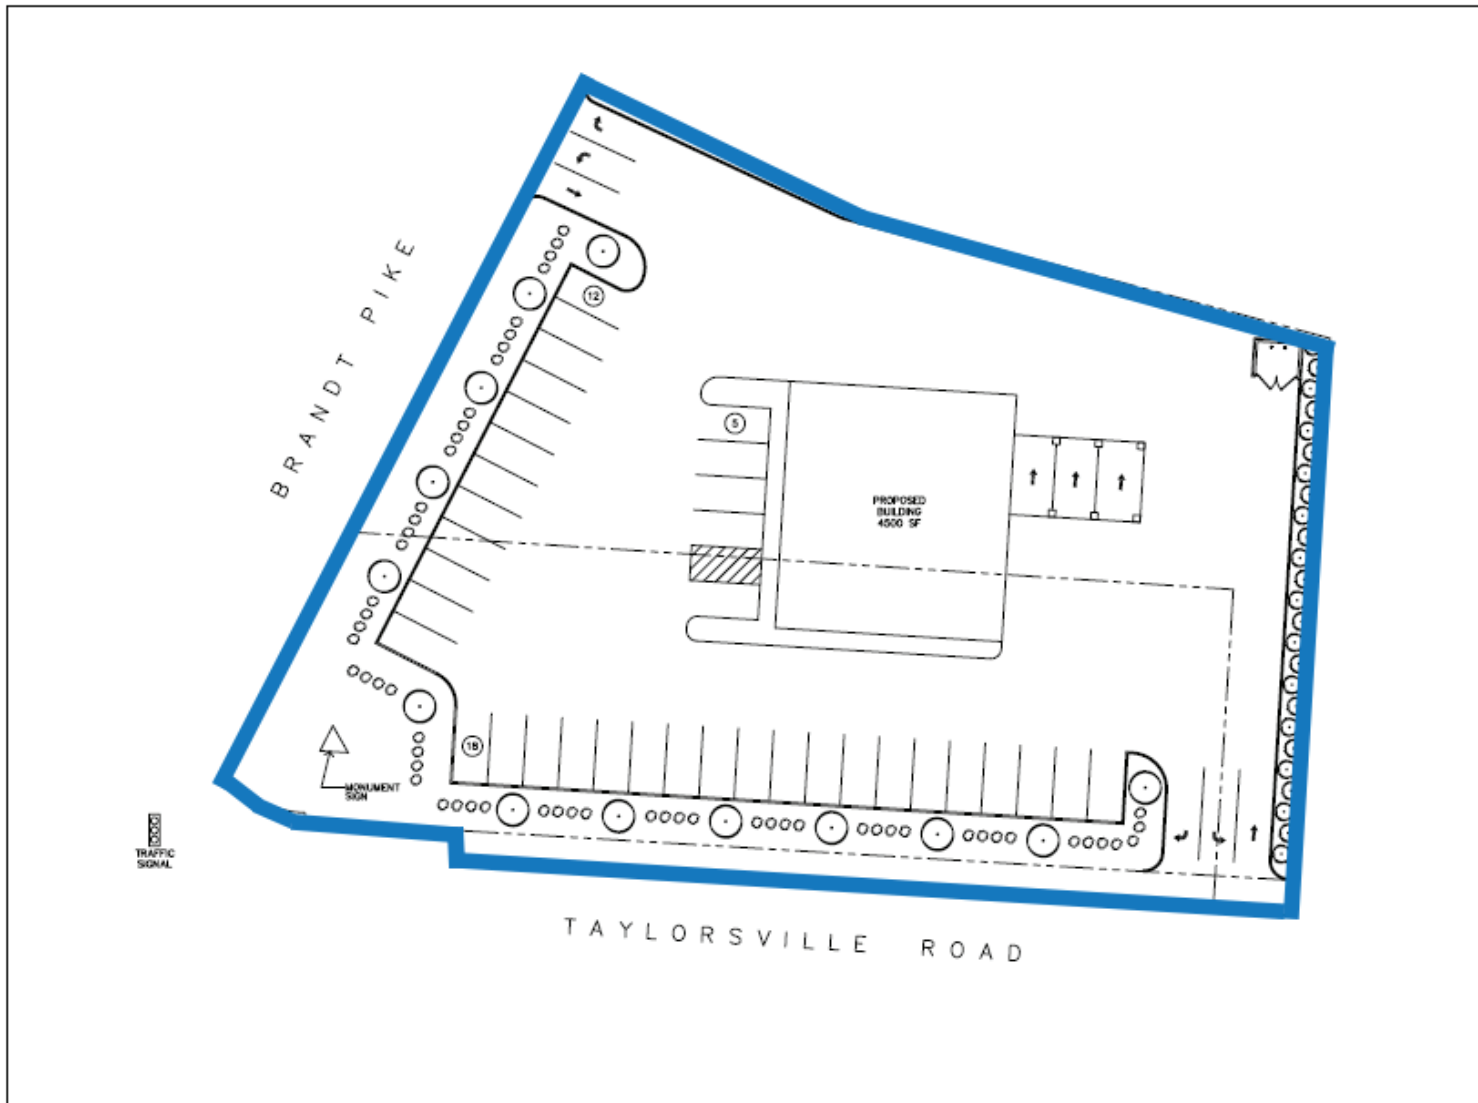 BRANDT PIKE
12
5
PROPOSED
BUILDING
4500 SF
18
MONUMENT
SIGN
TRAFFIC
SIGNAL
TAYLORSVILLE ROAD